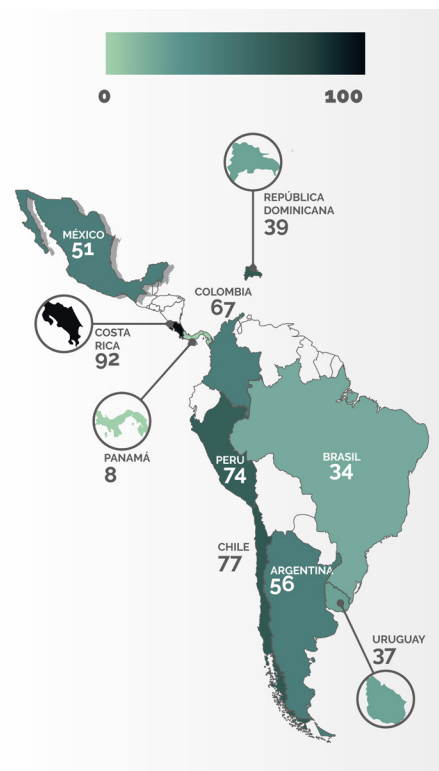 0
100
REPÚBLICA
DOMINICANA
39
MÉXICO
51
COLOMBIA
67
COSTA
RICA
92
PANAMÁ
8
PERÚ
74
BRASIL
34
CHILE
77
ARGENTINA
56
URUGUAY
37